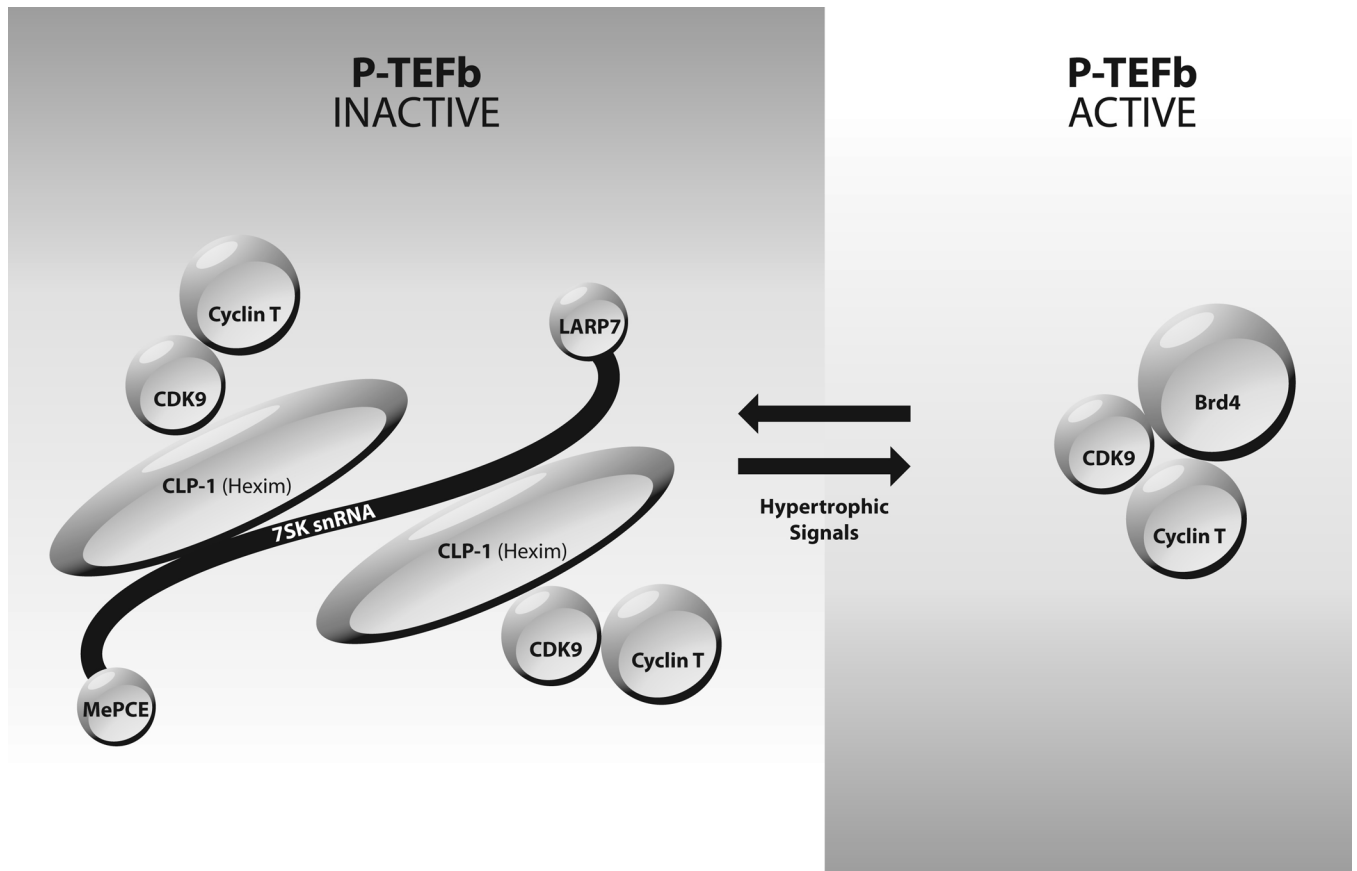 P-TEFb
INACTIVE
Cyclin T
CDK9
LARP7
CLP-1 (Hexim)
7SK snRNA
CLP-1 (Hexim)
CDK9
Cyclin T
MePCE
Hypertrophic
Signals
P-TEFb
ACTIVE
Brd4
CDK9
Cyclin T